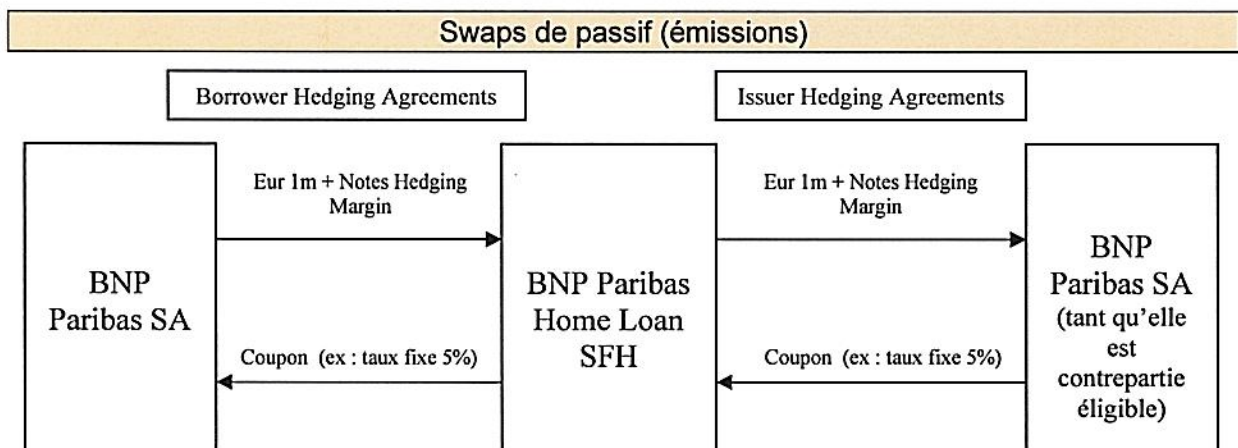 Swaps de passif (émissions)
Borrower Hedging Agreements
Issuer Hedging Agreements
BNP
Paribas SA
Eur 1m + Notes Hedging
Margin
Coupon (ex : taux fixe 5%)
BNP Paribas
Home Loan
SFH
Eur 1m + Notes Hedging
Margin
Coupon (ex : taux fixe 5%)
BNP
Paribas SA
(tant qu'elle
est
contrepartie
éligible)